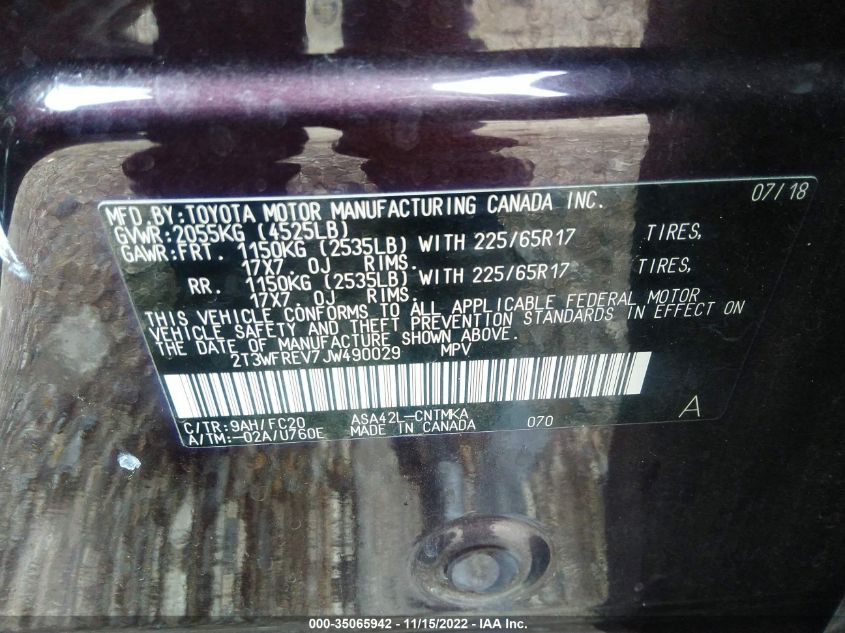 07/18
MFD.BY:TOYOTA MOTOR MANUFACTURING CANADA INC.
GVWR:2055KG (4525LB)
GAWR:FRT. 1150KG (2535LB) WITH 225/65R17 TIRES,
17X7.0J RIMS.
RR. 1150KG (2535LB) WITH 225/65R17 TIRES,
17X7.0J RIMS.
THIS VEHICLE CONFORMS TO ALL APPLICABLE FEDERAL MOTOR
VEHICLE SAFETY AND THEFT PREVENTION STANDARDS IN EFFECT ON
THE DATE OF MANUFACTURE SHOWN ABOVE.
2T3WFREV7JW490029 MPV
C/TR:9AH/FC20 ASA42L-CNTMKA A
A/TM:-02A/U760E MADE IN CANADA 070
000-35065942 - 11/15/2022 - IAA Inc.